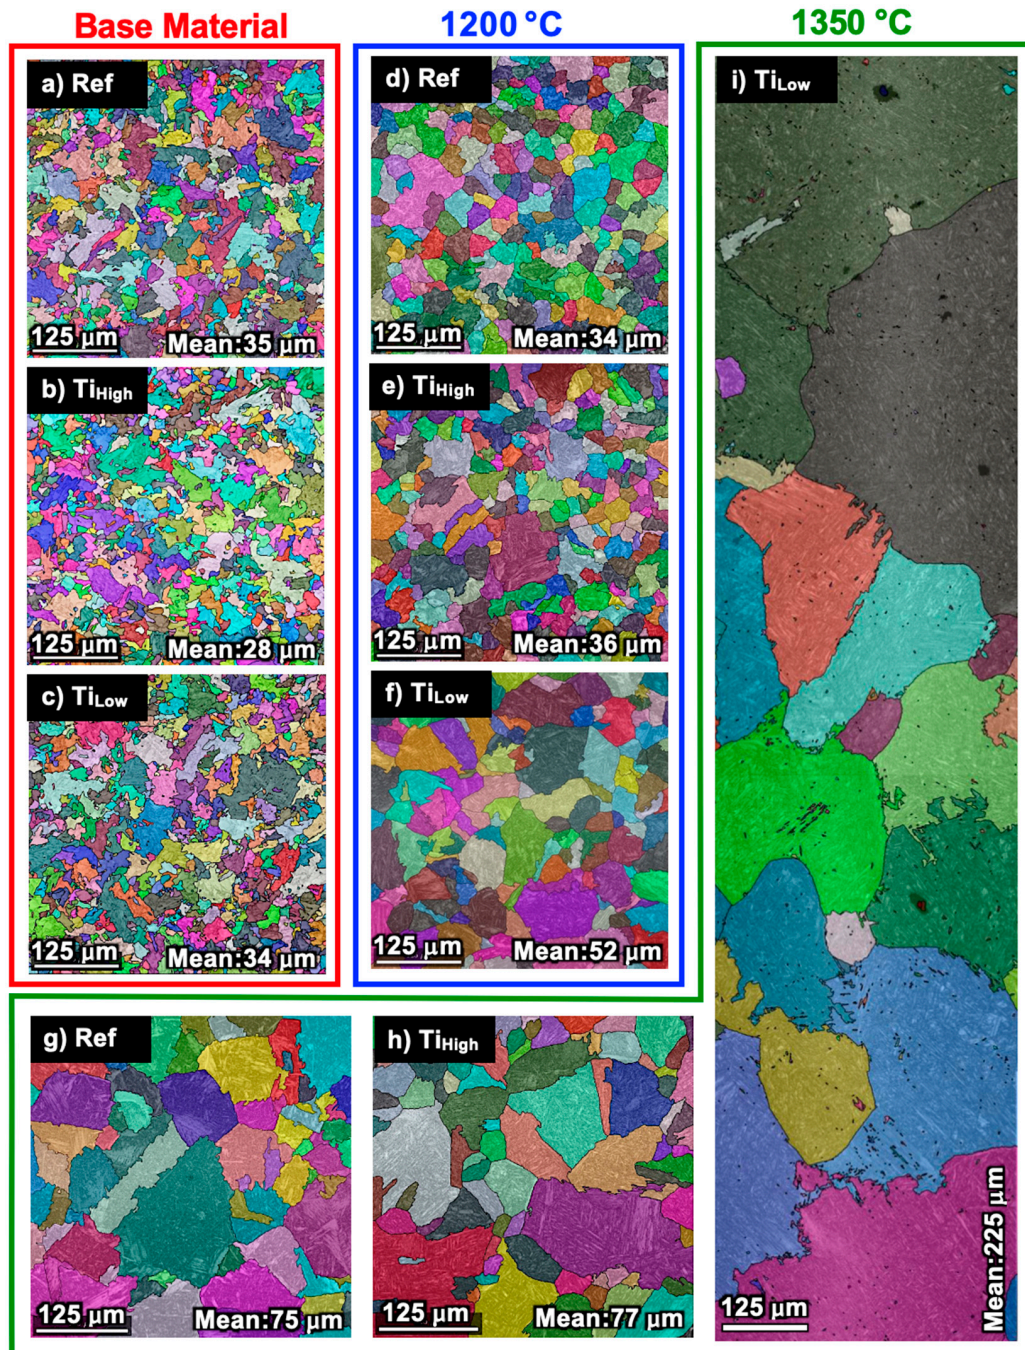 Base Material
1200 °C
1350 °C
a) Ref
125 µm
Mean:35 µm
b) TiHigh
125 µm
Mean:28 µm
c) TiLow
125 µm
Mean:34 µm
d) Ref
125 µm
Mean:34 µm
e) TiHigh
125 µm
Mean:36 µm
f) TiLow
125 µm
Mean:52 µm
g) Ref
125 µm
Mean:75 µm
h) TiHigh
125 µm
Mean:77 µm
i) TiLow
125 µm
Mean:225 µm